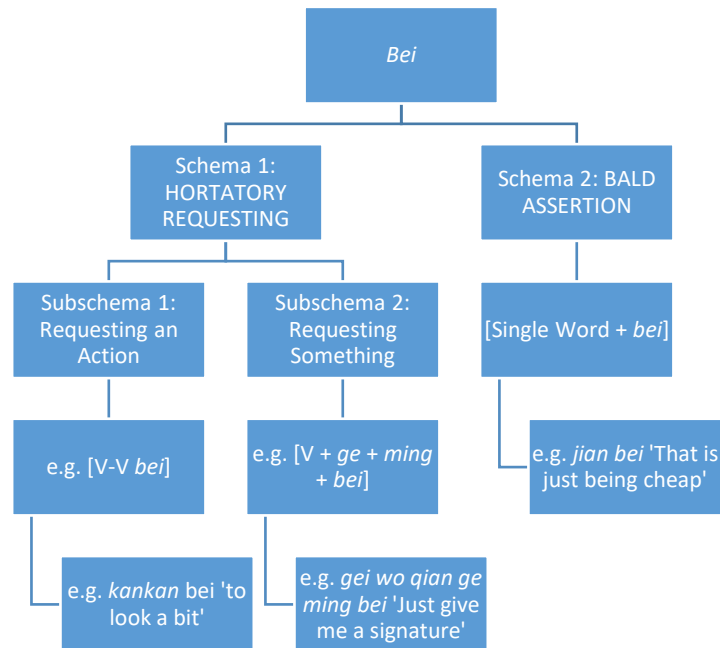 Bei
Schema 1:
HORTATORY
REQUESTING
Schema 2: BALD
ASSERTION
Subschema 1:
Requesting an
Action
Subschema 2:
Requesting
Something
[Single Word + bei]
e.g. [V-V bei]
e.g. [V + ge + ming
+ bei]
e.g. jian bei 'That is
just being cheap'
e.g. kankan bei 'to
look a bit'
e.g. gei wo qian ge
ming bei 'Just give
me a signature'